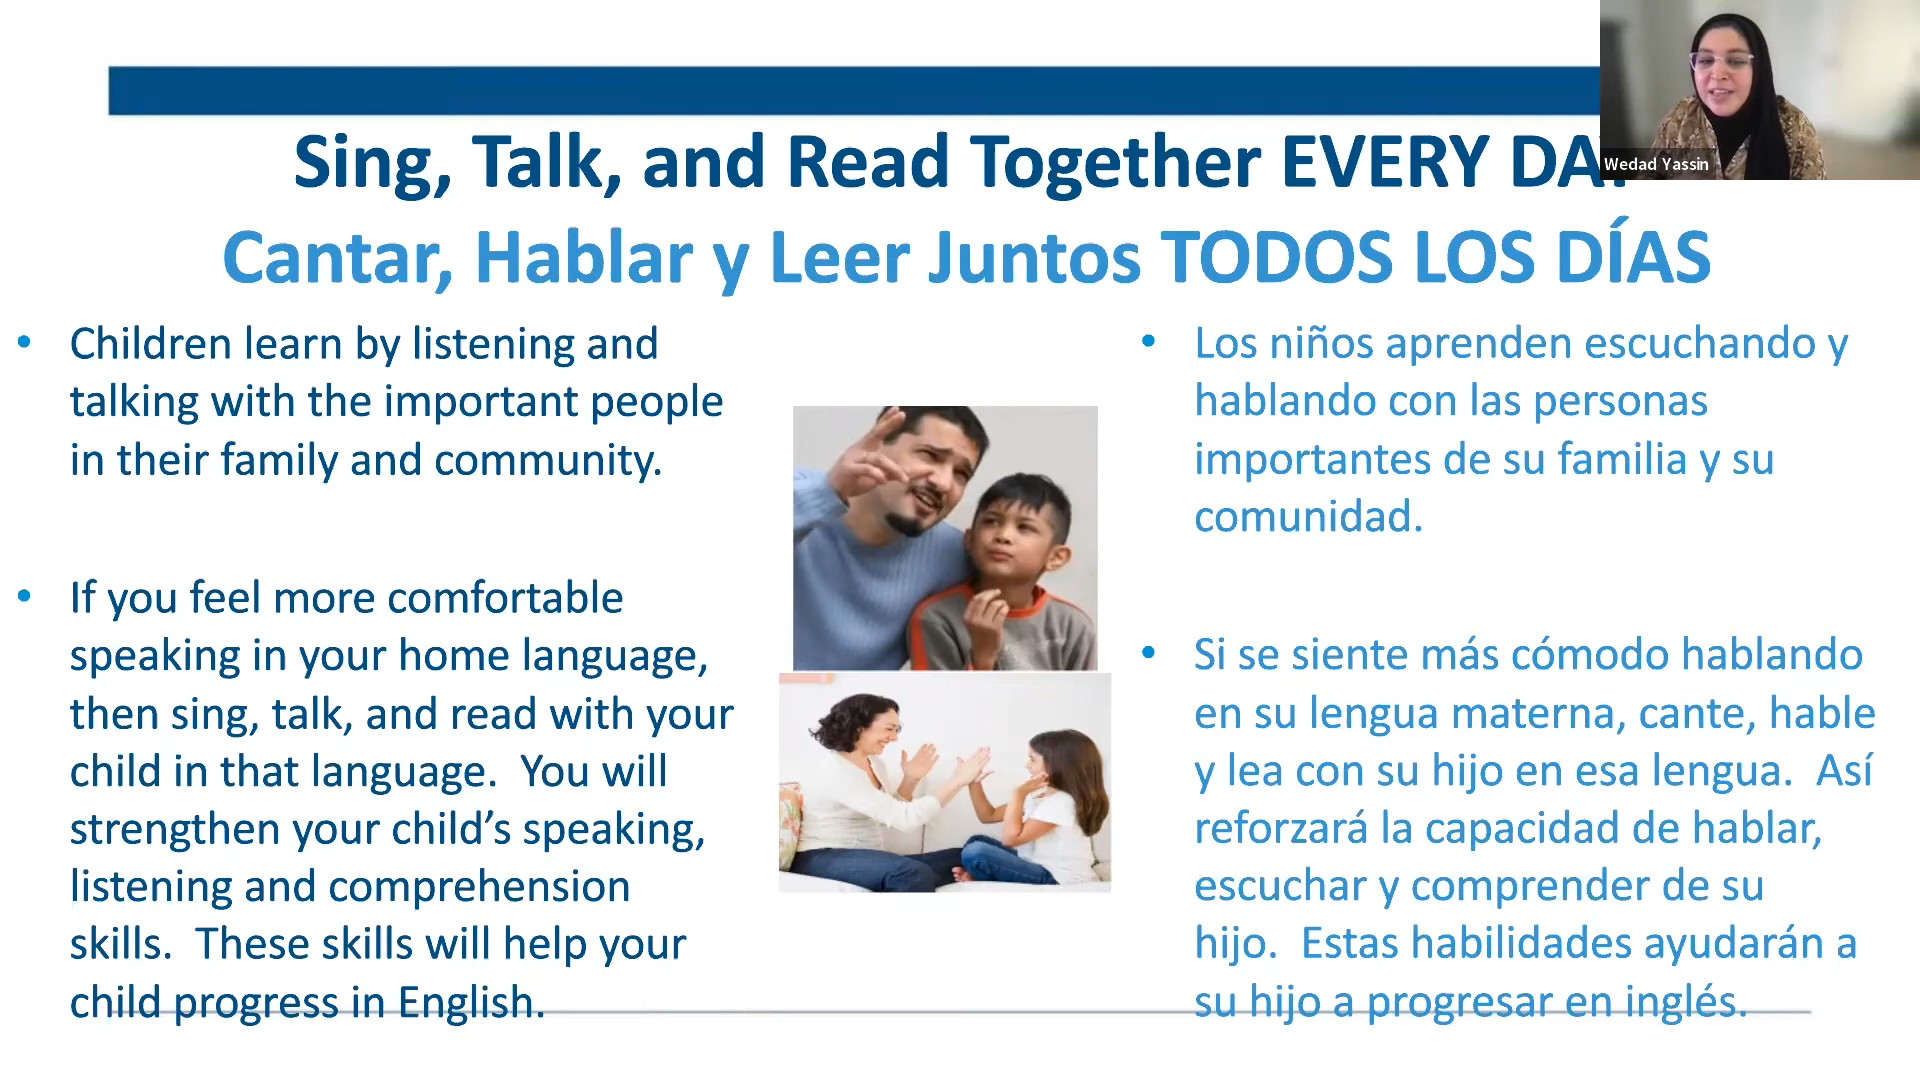 Sing, Talk, and Read Together EVERY
Cantar, Hablar y Leer Juntos TODOS LOS DÍAS
Wedad Yassin
• Children learn by listening and
talking with the important people
in their family and community.
• If you feel more comfortable
speaking in your home language,
then sing, talk, and read with your
child in that language.  You will
strengthen your child’s speaking,
listening and comprehension
skills.  These skills will help your
child progress in English.
• Los niños aprenden escuchando y
hablando con las personas
importantes de su familia y su
comunidad.
• Si se siente más cómodo hablando
en su lengua materna, cante, hable
y lea con su hijo en esa lengua.  Así
reforzará la capacidad de hablar,
escuchar y comprender de su
hijo.  Estas habilidades ayudarán a
su hijo a progresar en inglés.